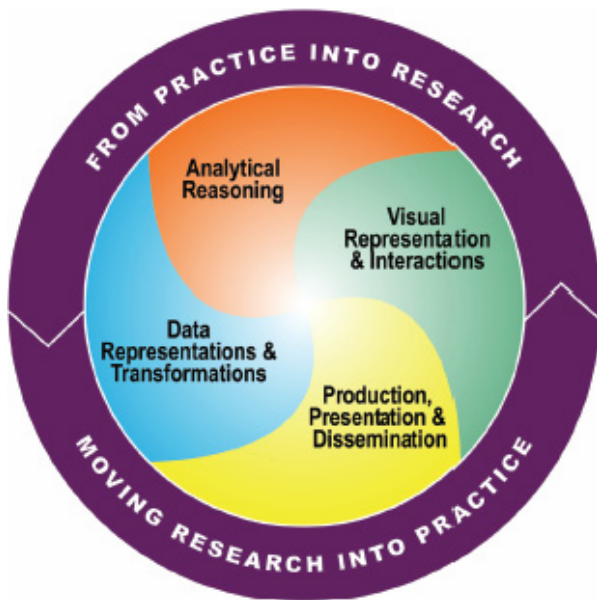 FROM PRACTICE INTO RESEARCH
Analytical
Reasoning
Visual
Representation
& Interactions
Data
Representations &
Transformations
Production,
Presentation &
Dissemination
MOVING RESEARCH INTO PRACTICE